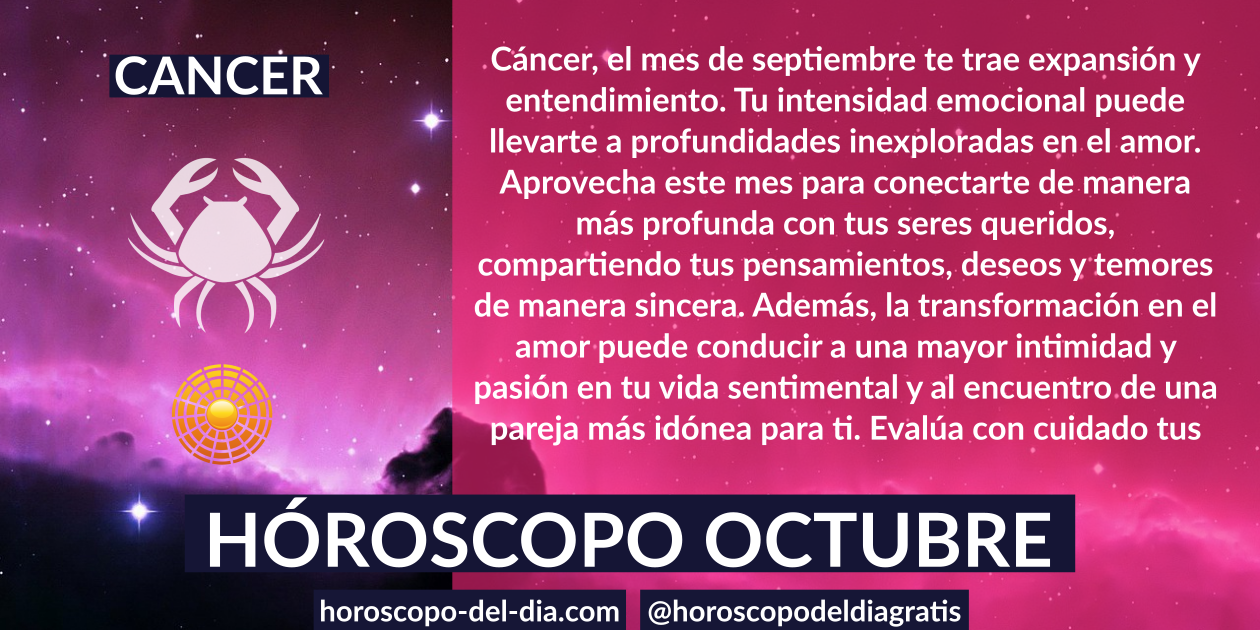 CANCER
Cáncer, el mes de septiembre te trae expansión y
entendimiento. Tu intensidad emocional puede
llevarte a profundidades inexploradas en el amor.
Aprovecha este mes para conectarte de manera
más profunda con tus seres queridos,
compartiendo tus pensamientos, deseos y temores
de manera sincera. Además, la transformación en el
amor puede conducir a una mayor intimidad y
pasión en tu vida sentimental y al encuentro de una
pareja más idónea para ti. Evalúa con cuidado tus
HÓROSCOPO OCTUBRE
horoscopo-del-dia.com
@horoscopodeldiagratis